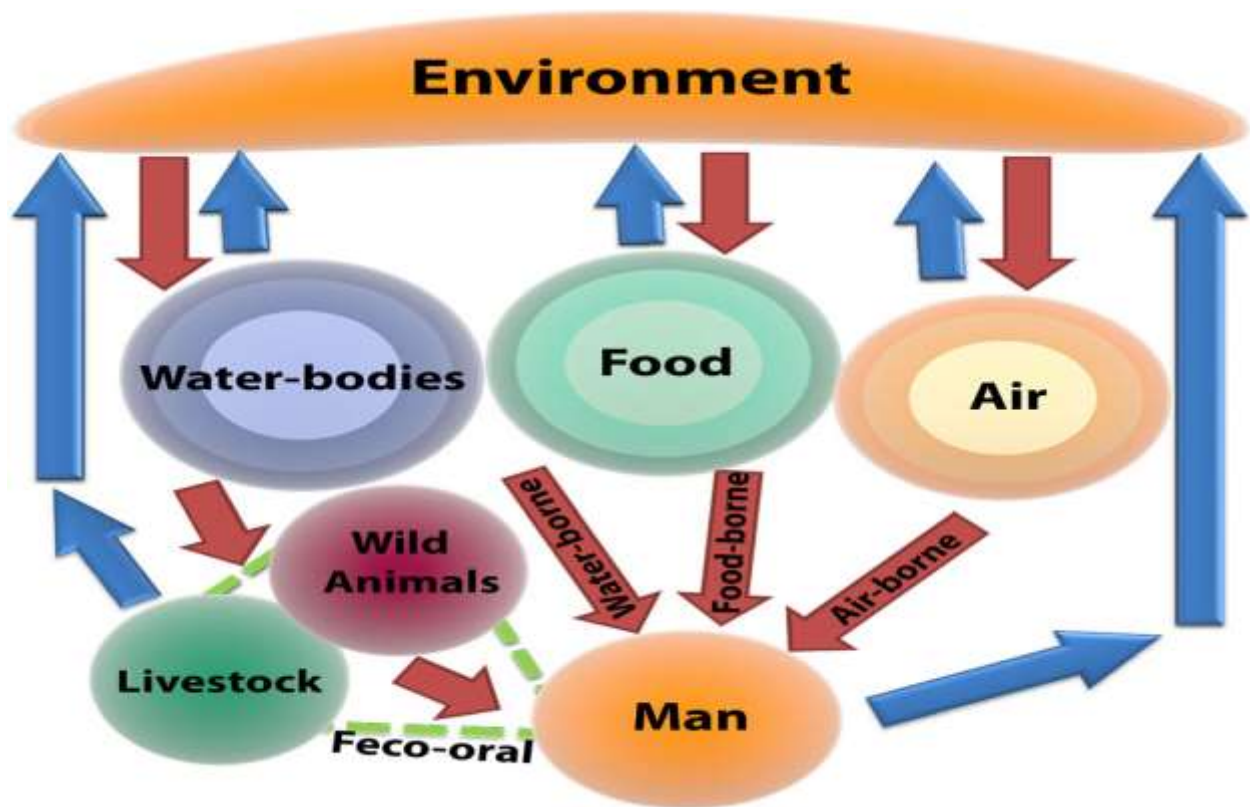 Environment
Water-bodies
Food
Air
Water-borne
Food-borne
Air-borne
Wild
Animals
Livestock
Man
Feco-oral